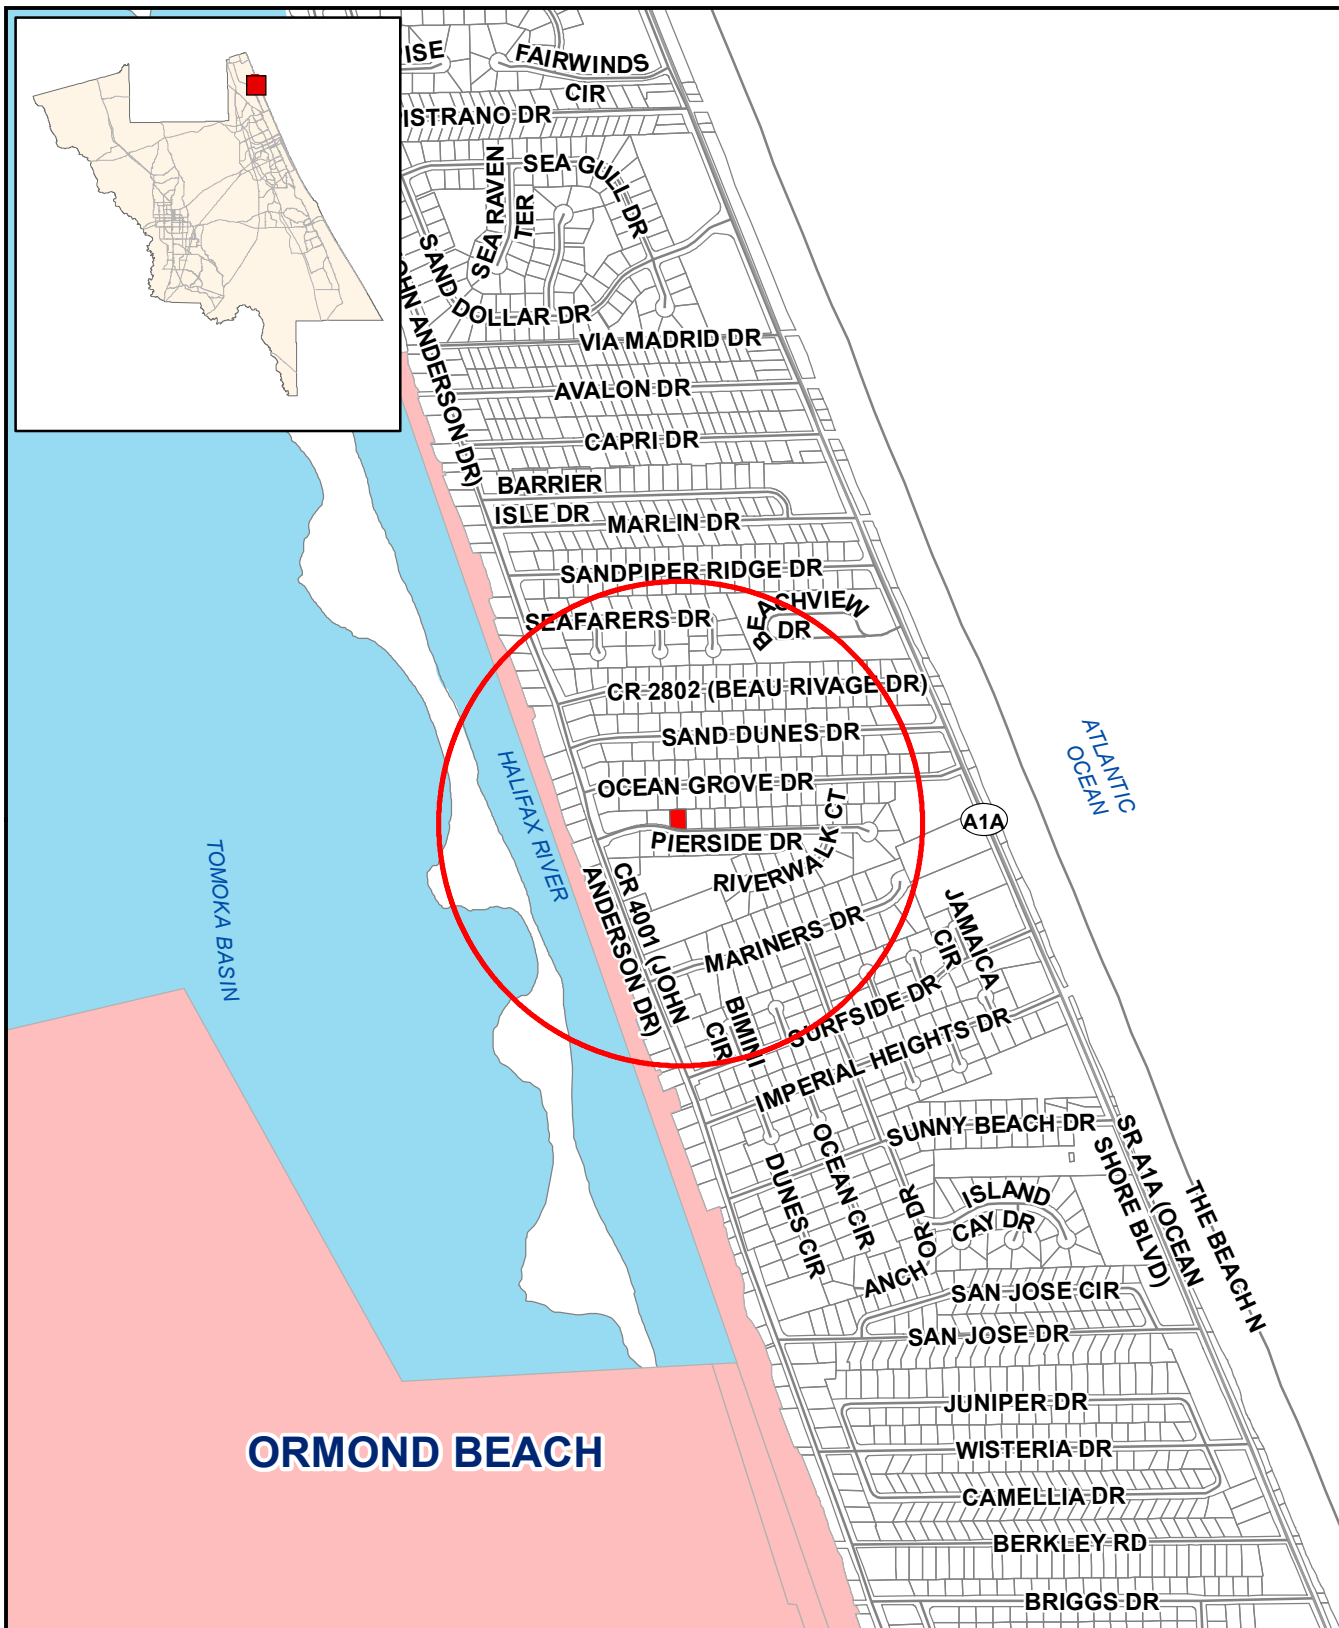 ISE
FAIRWINDS
CIR
PISTRANO DR
SEA RAVEN
TER
SEA GULL DR
SAND DOLLAR DR
VIA MADRID DR
AVALON DR
CAPRI DR
OHN ANDERSON DR)
BARRIER
ISLE DR
MARLIN DR
SANDPIPER RIDGE DR
SEAFARERS DR
BEACHVIEW
DR
CR 2802 (BEAU RIVAGE DR)
SAND DUNES DR
OCEAN GROVE DR
PIERSIDE DR
RIVERWALK CT
A1A
ATLANTIC
OCEAN
HALIFAX RIVER
TOMOKA BASIN
CR 4001 (JOHN
ANDERSON DR)
MARINERS DR
JAMAICA
CIR
BIMINI
CIR
SURFSIDE DR
IMPERIAL HEIGHTS DR
SUNNY BEACH DR
OCEAN CIR
DUNES CIR
ANCHOR DR
ISLAND
CAY DR
SR A1A (OCEAN
SHORE BLVD)
THE BEACH N
SAN JOSE CIR
SAN JOSE DR
JUNIPER DR
WISTERIA DR
CAMELLIA DR
BERKLEY RD
BRIGGS DR
ORMOND BEACH